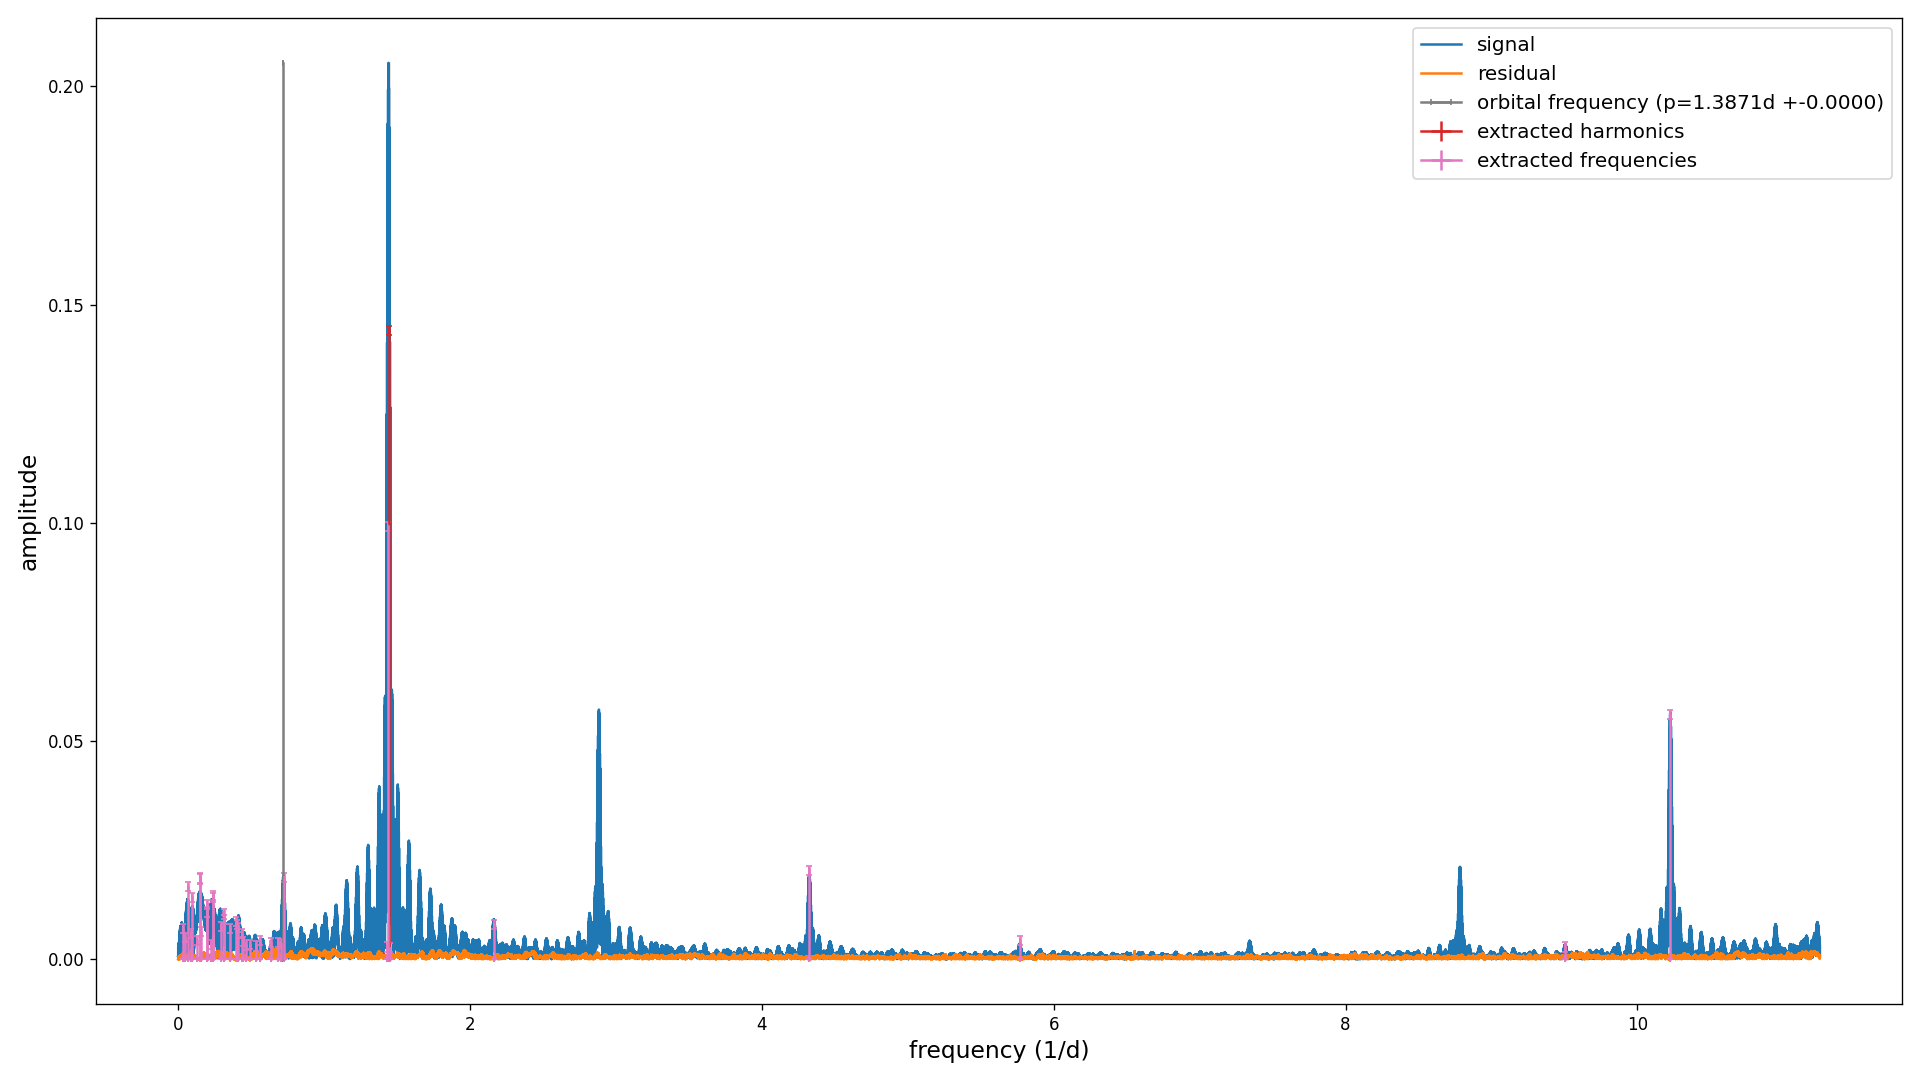 signal
residual
orbital frequency (p=1.3871d +-0.0000)
extracted harmonics
extracted frequencies
amplitude
0.20
0.15
0.10
0.05
0.00
0 2 4 6 8 10
frequency (1/d)